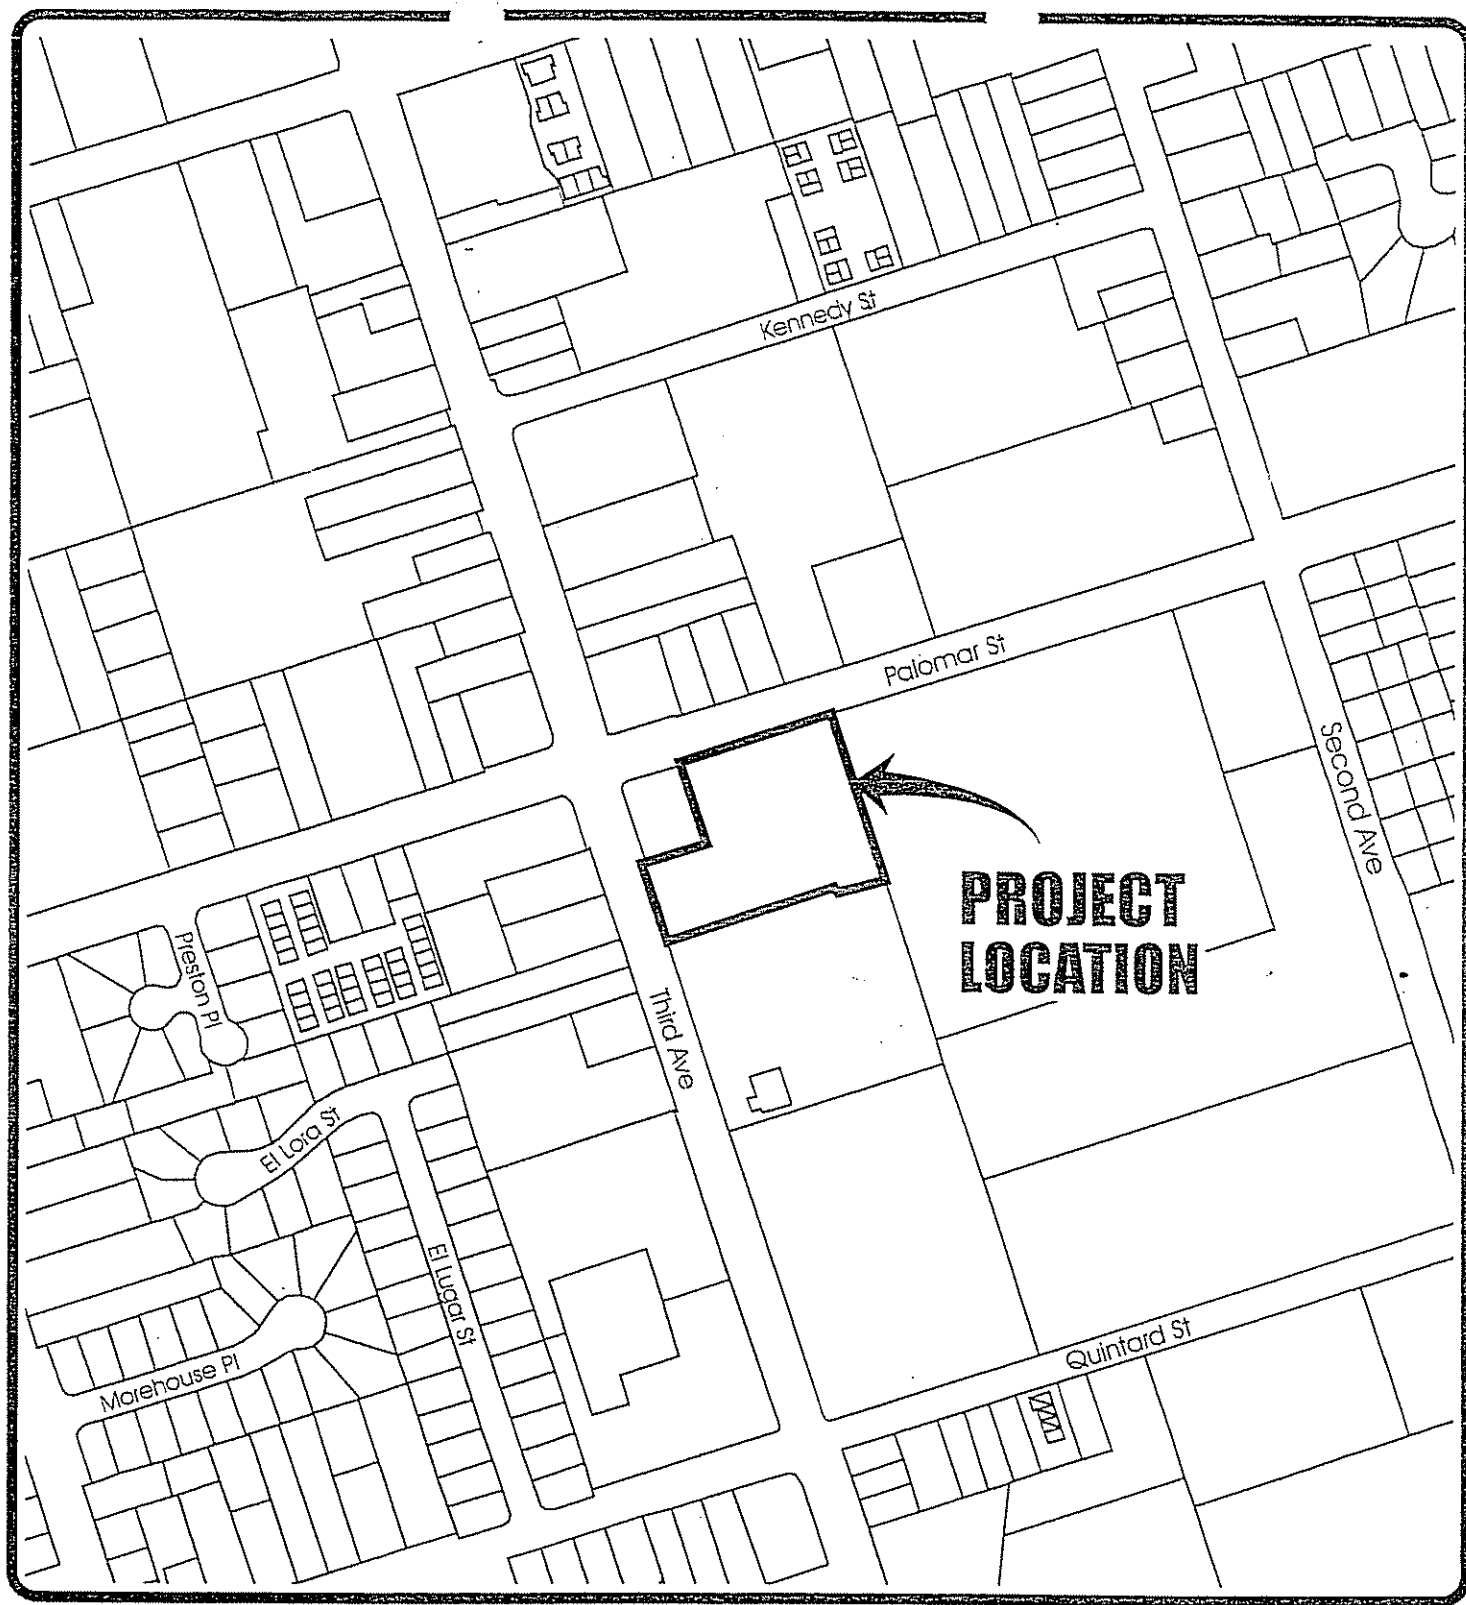 Kennedy St
Palomar St
Second Ave
PROJECT
LOCATION
Preston Pl
Third Ave
El Lora St
El Lugar St
Quintard St
Morehouse Pl